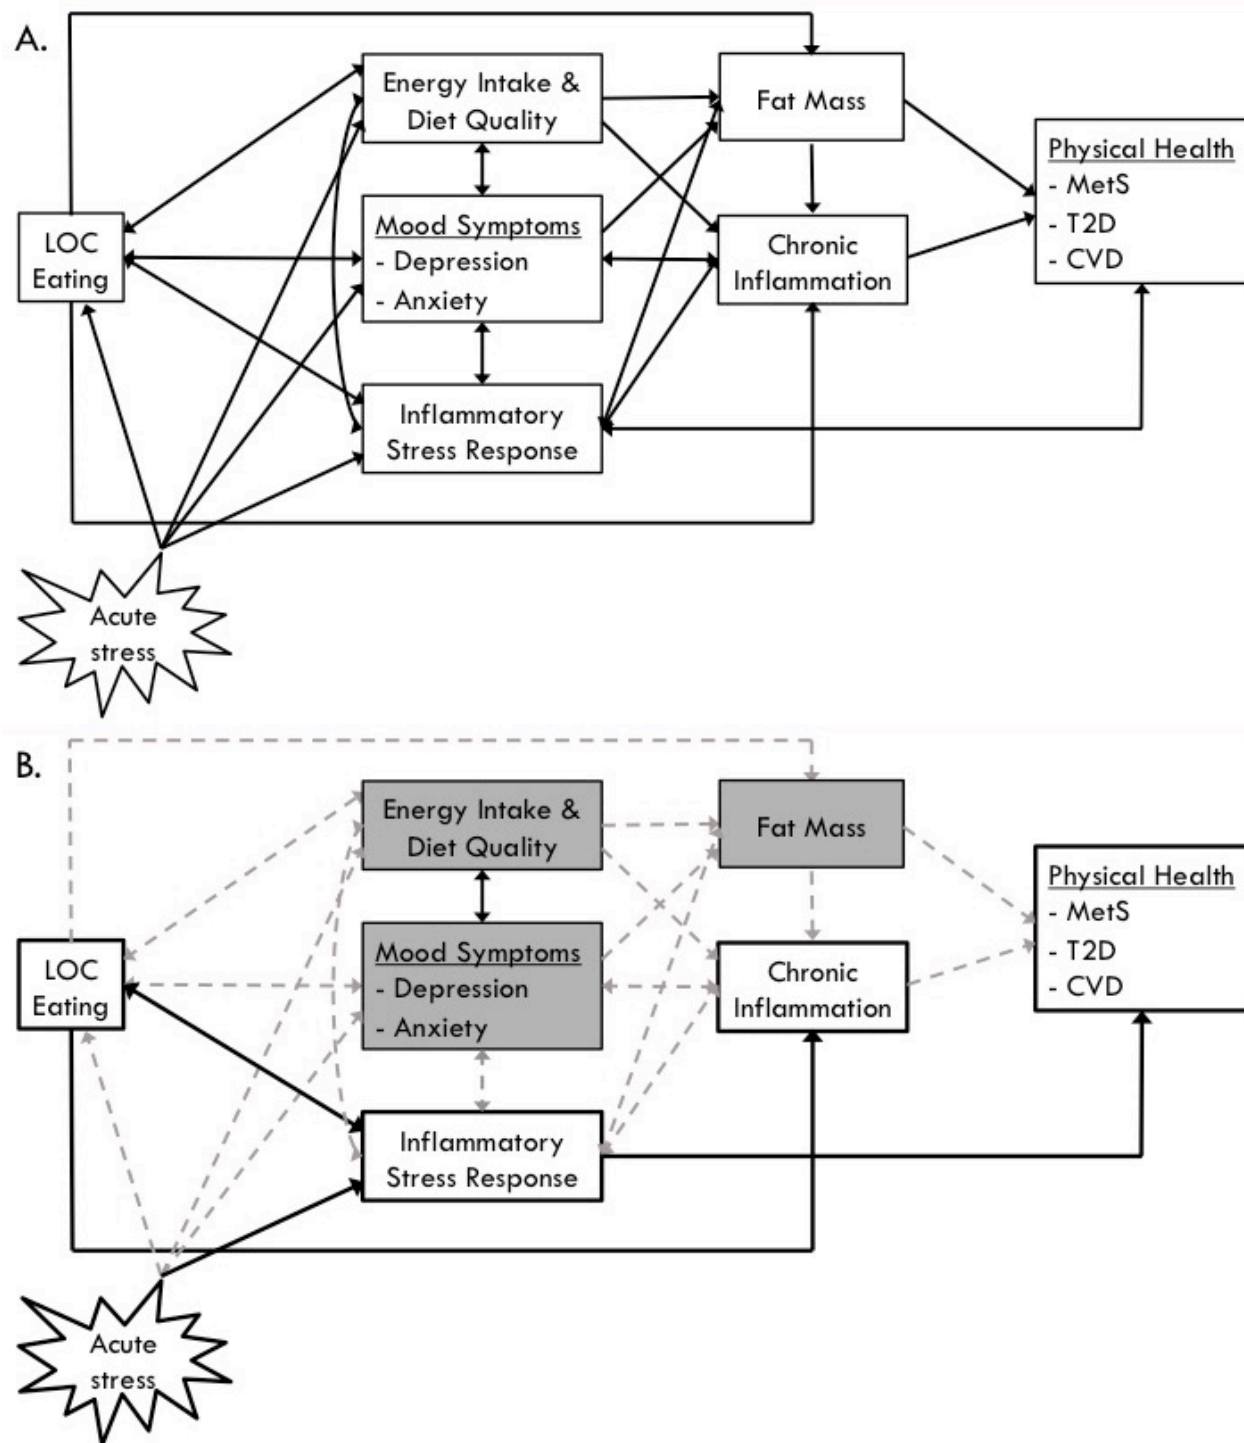 A.
Energy Intake &
Diet Quality
Fat Mass
Physical Health
- MetS
- T2D
- CVD
LOC
Eating
Mood Symptoms
- Depression
- Anxiety
Chronic
Inflammation
Inflammatory
Stress Response
Acute
stress
B.
Energy Intake &
Diet Quality
Fat Mass
Physical Health
- MetS
- T2D
- CVD
LOC
Eating
Mood Symptoms
- Depression
- Anxiety
Chronic
Inflammation
Inflammatory
Stress Response
Acute
stress